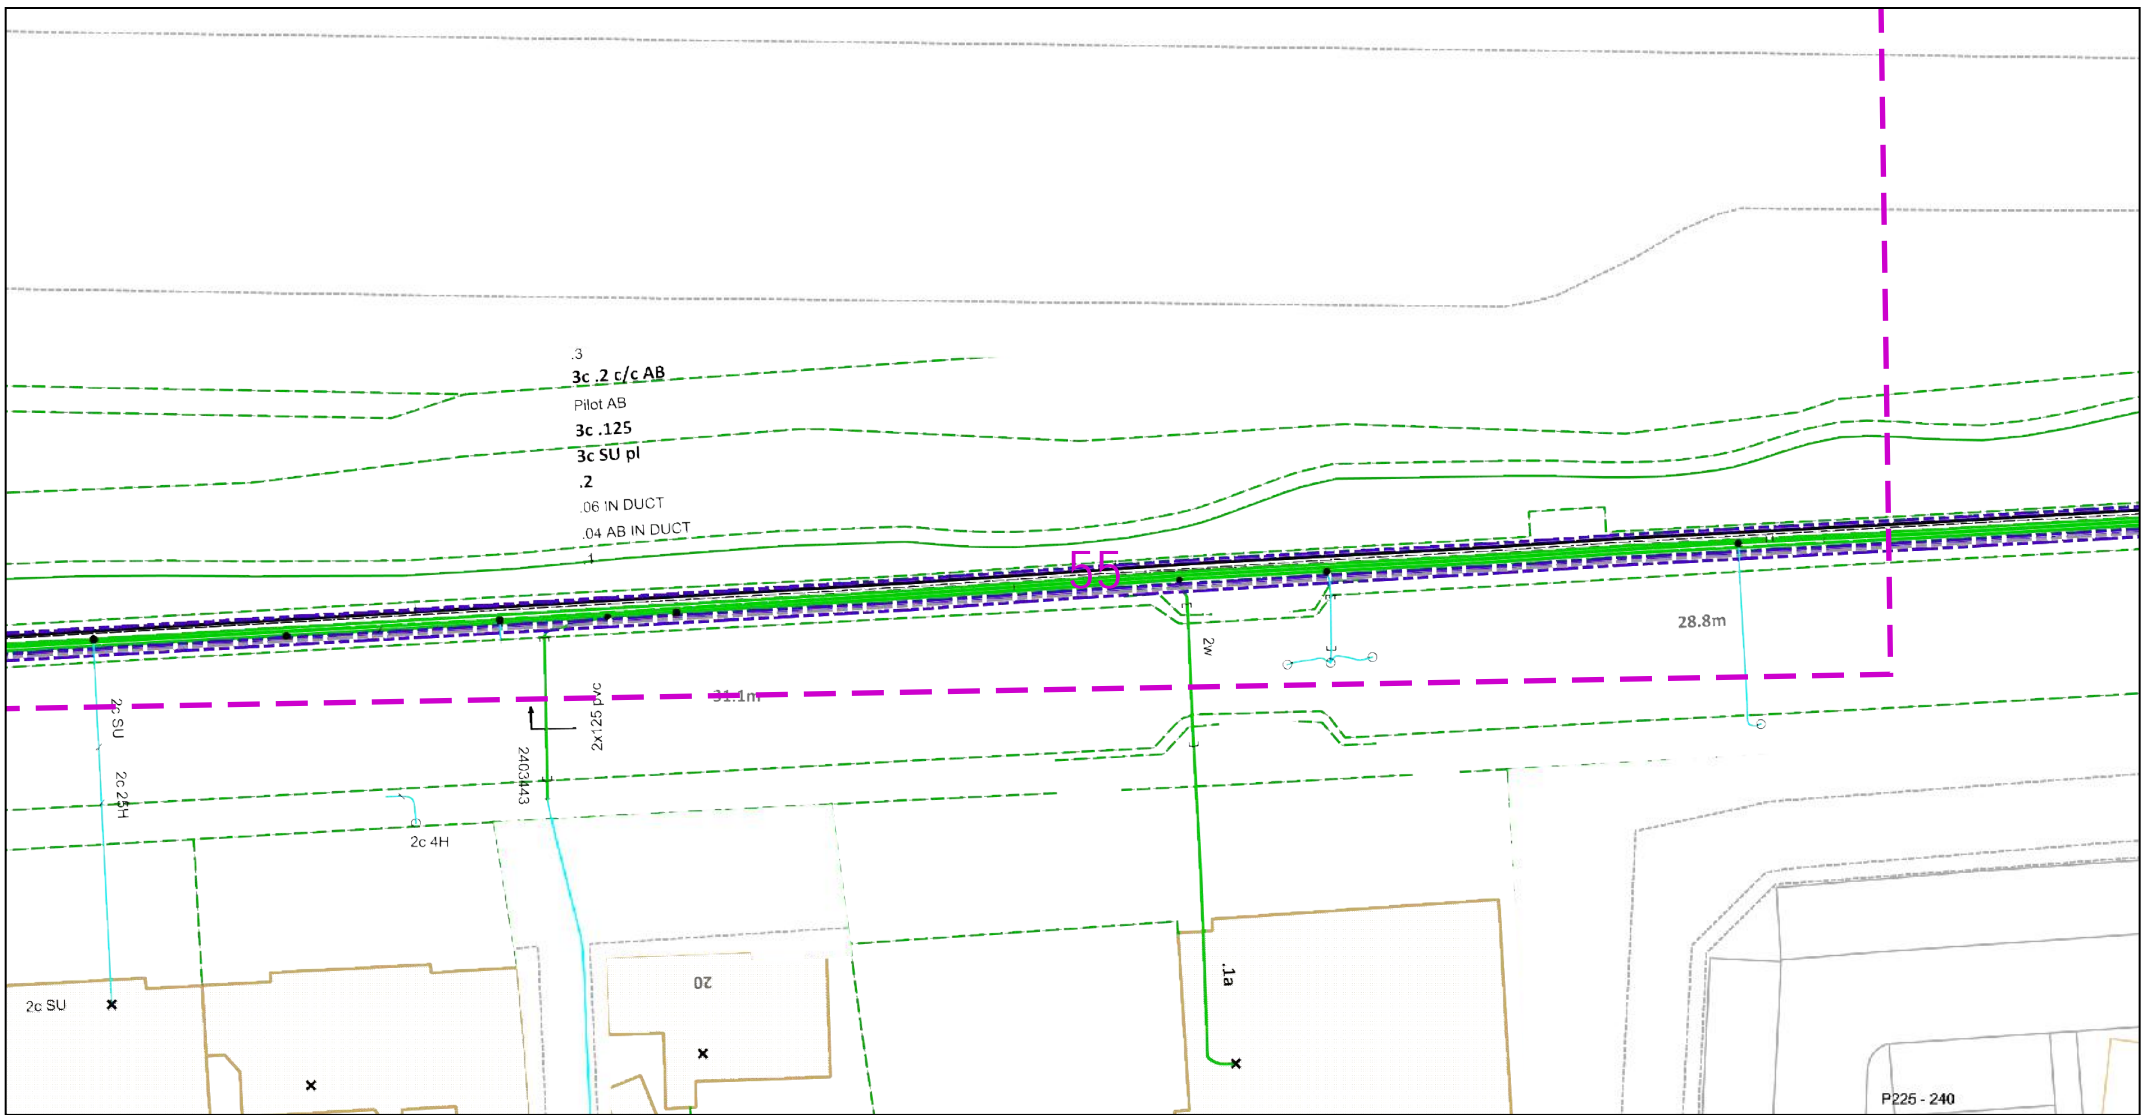 .3
3c .2 c/c AB
Pilot AB
3c .125
3c SU pl
.2
.06 IN DUCT
.04 AB IN DUCT
.1
55
28.8m
2w
31.1m
2c SU
2x125 pvc
2403443
2c 25H
2c 4H
20
.1a
2c SU
P225 - 240